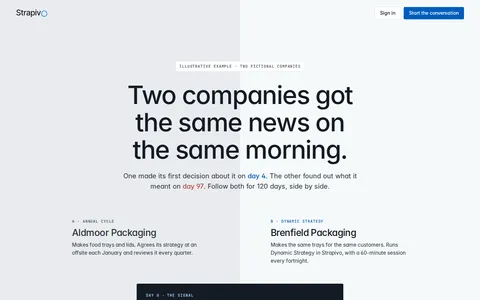 Strapivo
Sign in
Start the conversation
ILLUSTRATIVE EXAMPLE · TWO FICTIONAL COMPANIES
Two companies got
the same news on
the same morning.
One made its first decision about it on day 4. The other found out what it
meant on day 97. Follow both for 120 days, side by side.
A · ANNUAL CYCLE
Aldmoor Packaging
Makes food trays and lids. Agrees its strategy at an
offsite each January and reviews it every quarter.
B · DYNAMIC STRATEGY
Brenfield Packaging
Makes the same trays for the same customers. Runs
Dynamic Strategy in Strapivo, with a 60-minute session
every fortnight.
DAY 0 · THE SIGNAL